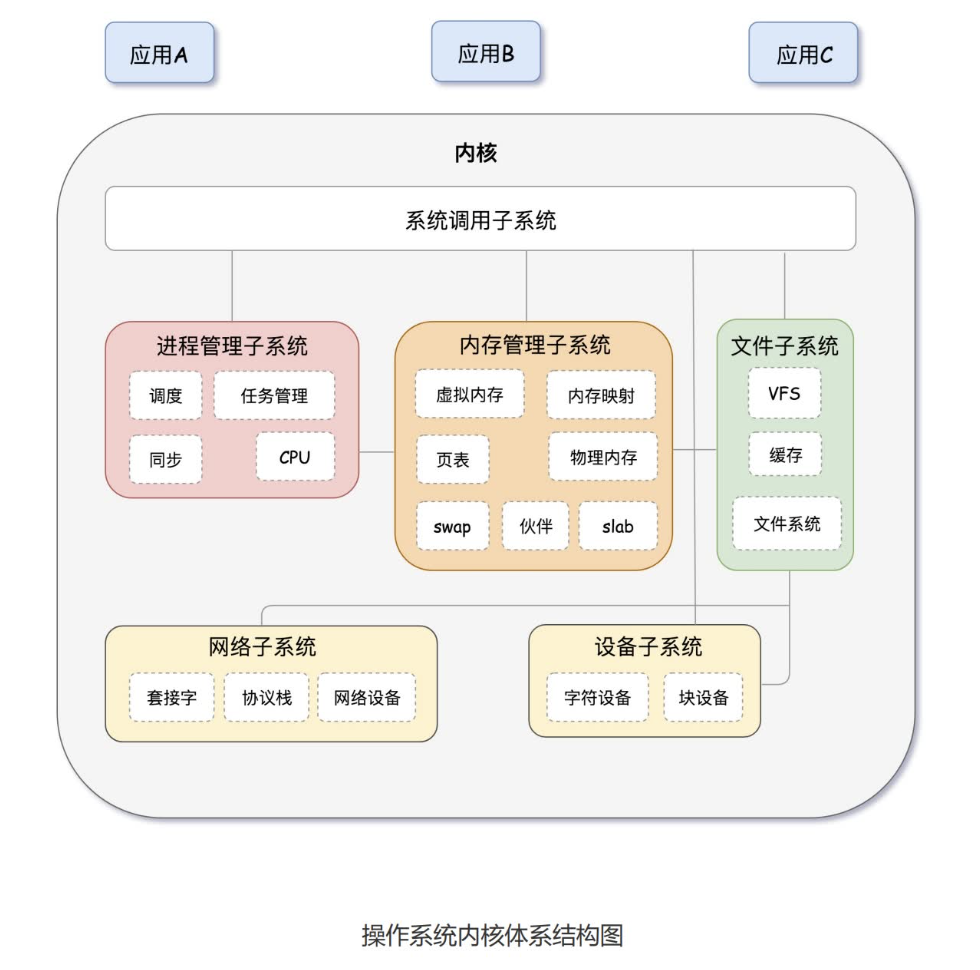 应用A
应用B
应用C
内核
系统调用子系统
进程管理子系统
调度
任务管理
同步
CPU
内存管理子系统
虚拟内存
内存映射
页表
物理内存
swap
伙伴
slab
文件子系统
VFS
缓存
文件系统
网络子系统
套接字
协议栈
网络设备
设备子系统
字符设备
块设备
操作系统内核体系结构图